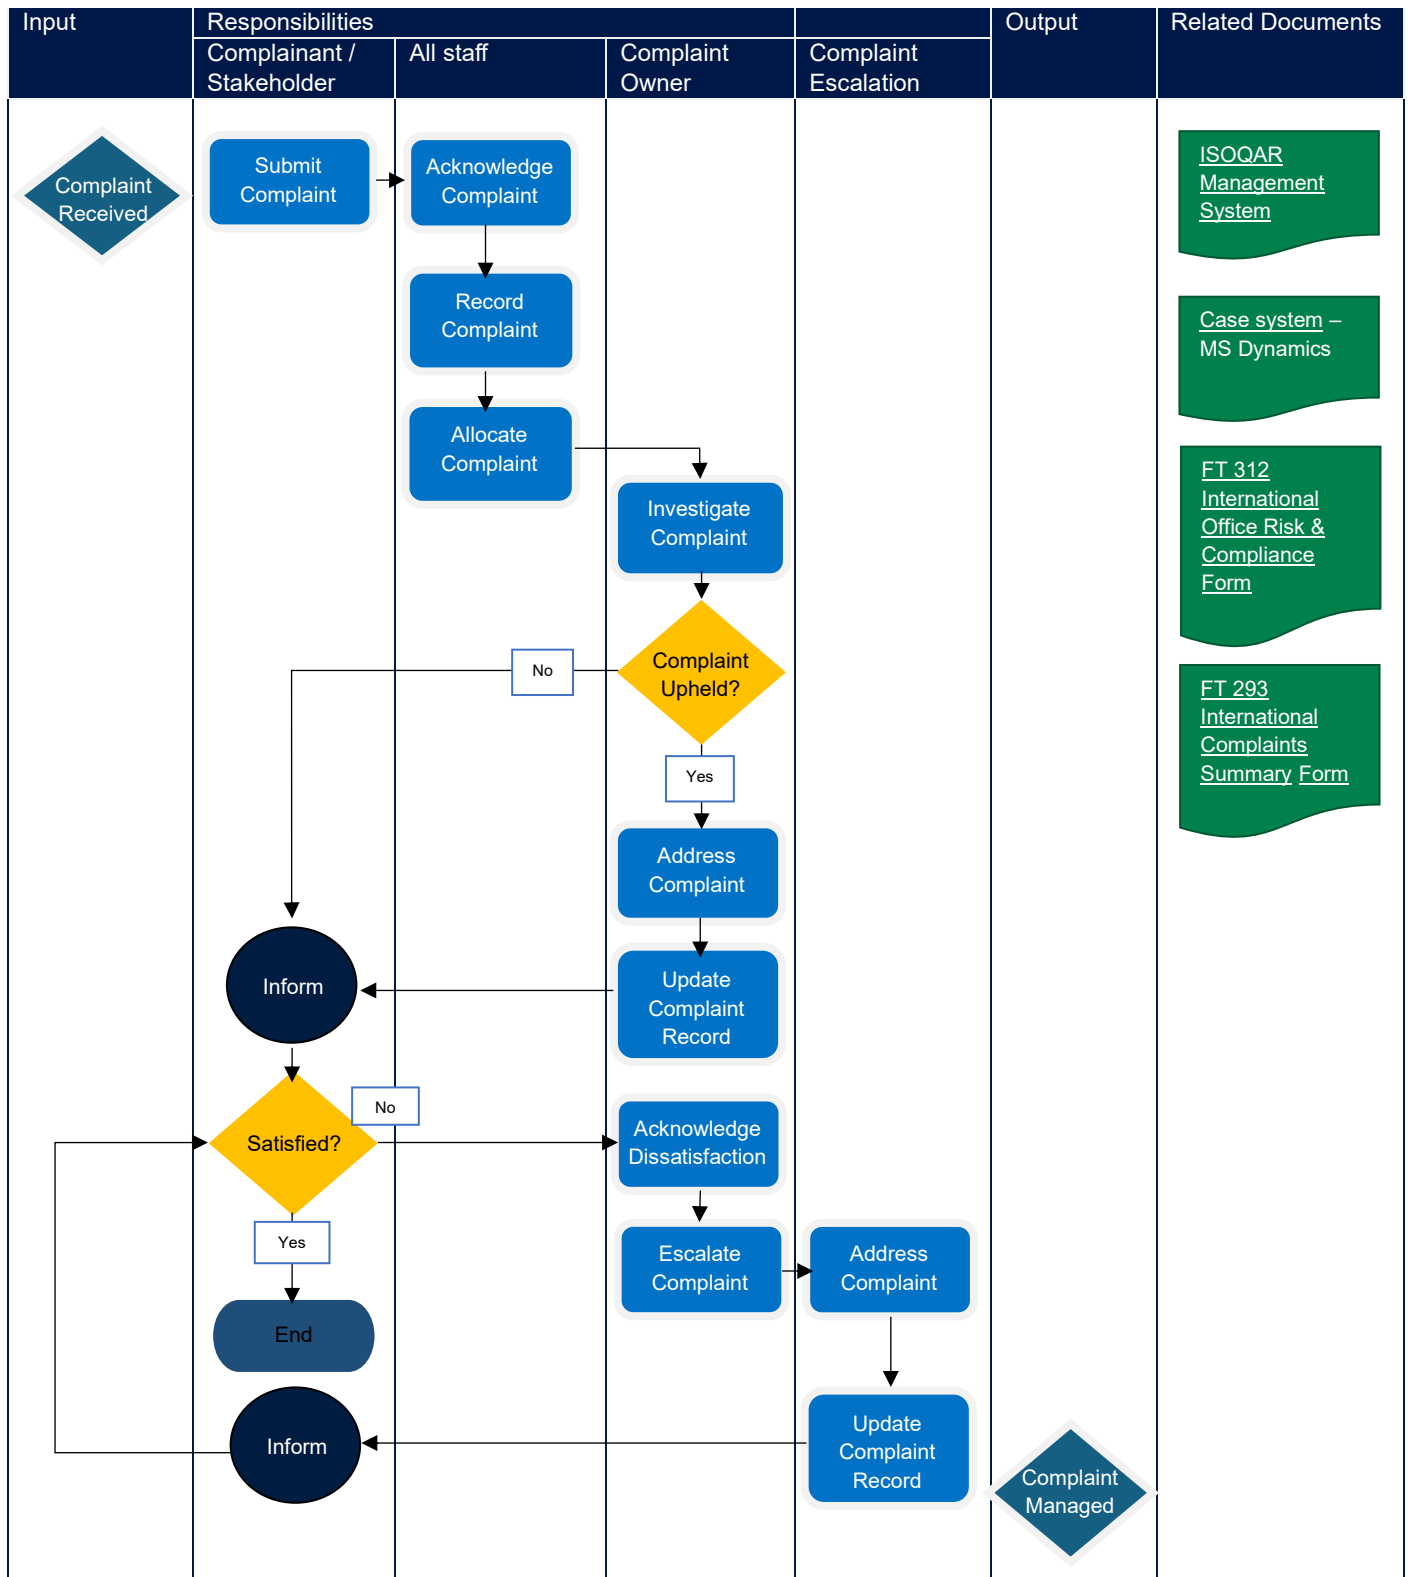 Input
Responsibilities
Output
Related Documents
Complainant /
Stakeholder
All staff
Complaint
Owner
Complaint
Escalation
Complaint
Received
Submit
Complaint
Acknowledge
Complaint
Record
Complaint
Allocate
Complaint
Investigate
Complaint
Complaint
Upheld?
No
Yes
Address
Complaint
Update
Complaint
Record
Inform
Satisfied?
No
Yes
End
Acknowledge
Dissatisfaction
Escalate
Complaint
Address
Complaint
Update
Complaint
Record
Inform
Complaint
Managed
ISOQAR
Management
System
Case system –
MS Dynamics
FT 312
International
Office Risk &
Compliance
Form
FT 293
International
Complaints
Summary Form